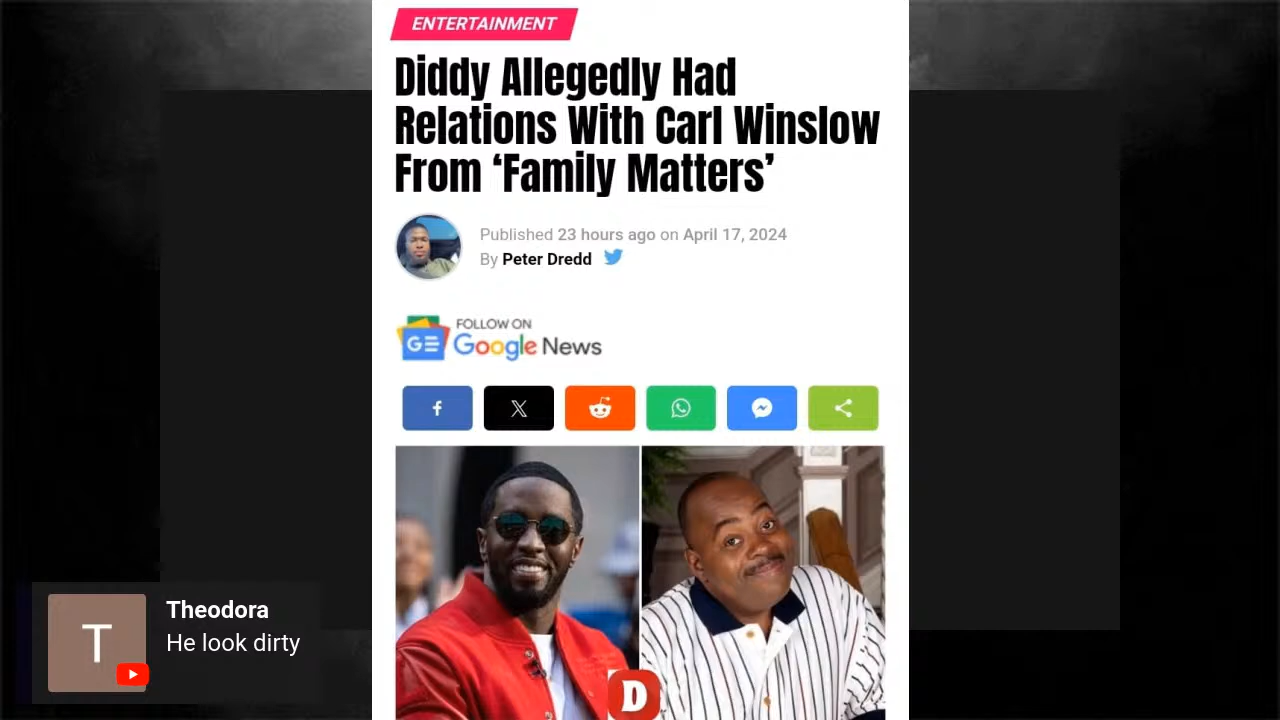 ENTERTAINMENT
Diddy Allegedly Had
Relations With Carl Winslow
From ‘Family Matters’
Published 23 hours ago on April 17, 2024
By Peter Dredd
FOLLOW ON
GE Google News
f
D
T
Theodora
He look dirty